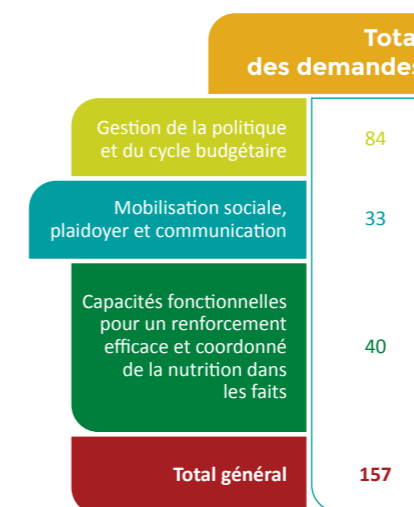 Tota
des demandes
Gestion de la politique
et du cycle budgétaire
84
Mobilisation sociale,
plaidoyer et communication
33
Capacités fonctionnelles
pour un renforcement
efficace et coordonné
de la nutrition dans
les faits
40
Total général
157